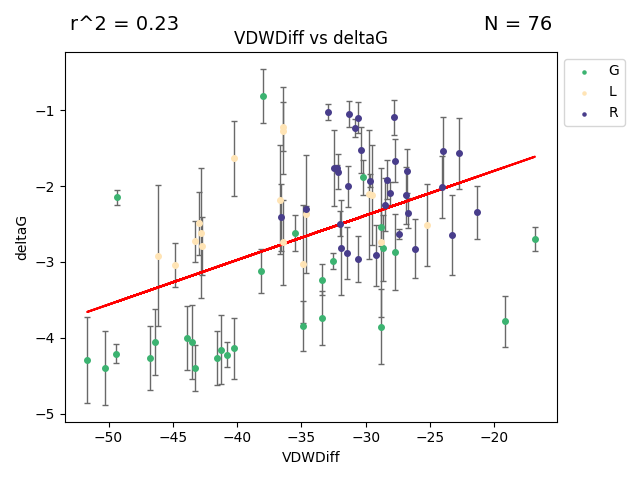 r^2 = 0.23
N = 76
VDWDiff vs deltaG
G
L
R
−1
−2
−3
−4
−5
deltaG
−50
−45
−40
−35
−30
−25
−20
VDWDiff